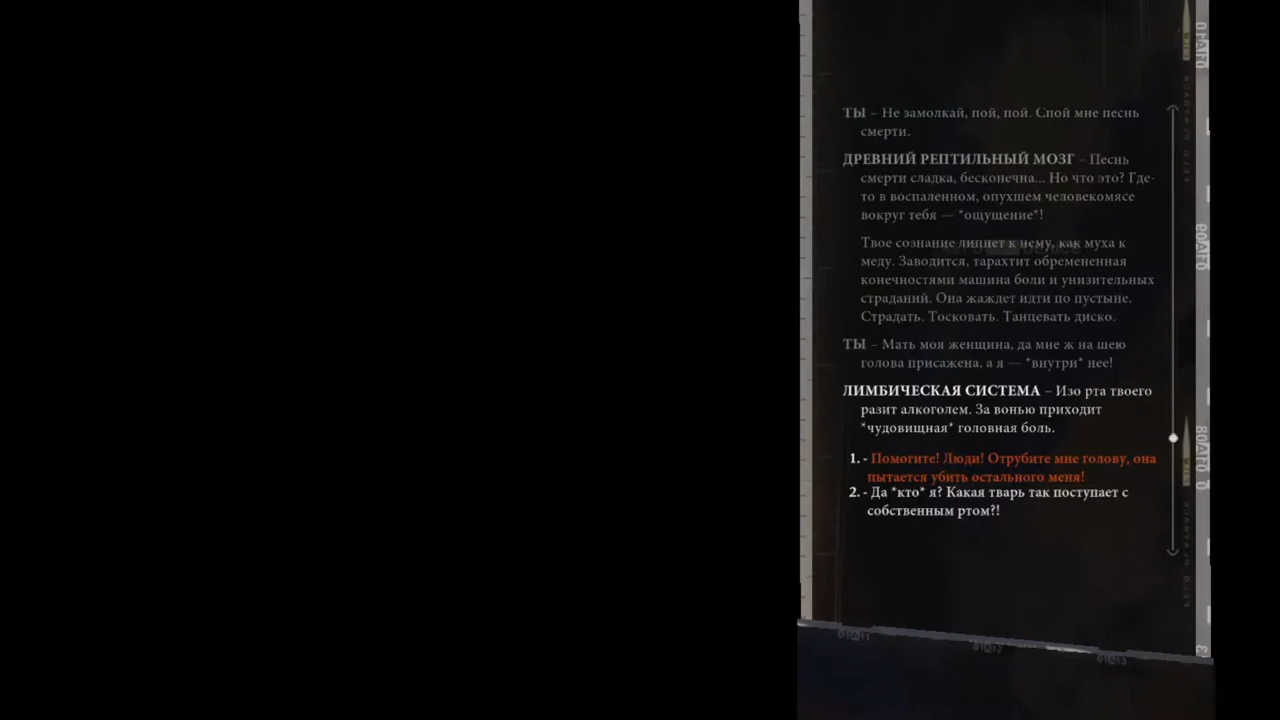 ТЫ – Не замолкай, пой, пой. Спой мне песнь
смерти.
ДРЕВНИЙ РЕПТИЛЬНЫЙ МОЗГ – Песнь
смерти сладка, бесконечна... Но что это? Где-
то в воспаленном, опухшем человекомясе
вокруг тебя — *ощущение*!
Твое сознание липнет к нему, как муха к
меду. Заводится, тарахтит обремененная
конечностями машина боли и унизительных
страданий. Она жаждет идти по пустыне.
Страдать. Тосковать. Танцевать диско.
ТЫ – Мать моя женщина, да мне ж на шею
голова присажена, а я — *внутри* нее!
ЛИМБИЧЕСКАЯ СИСТЕМА – Изо рта твоего
разит алкоголем. За вонью приходит
*чудовищная* головная боль.
1. - Помогите! Люди! Отрубите мне голову, она
пытается убить остального меня!
2. - Да *кто* я? Какая тварь так поступает с
собственным ртом?!